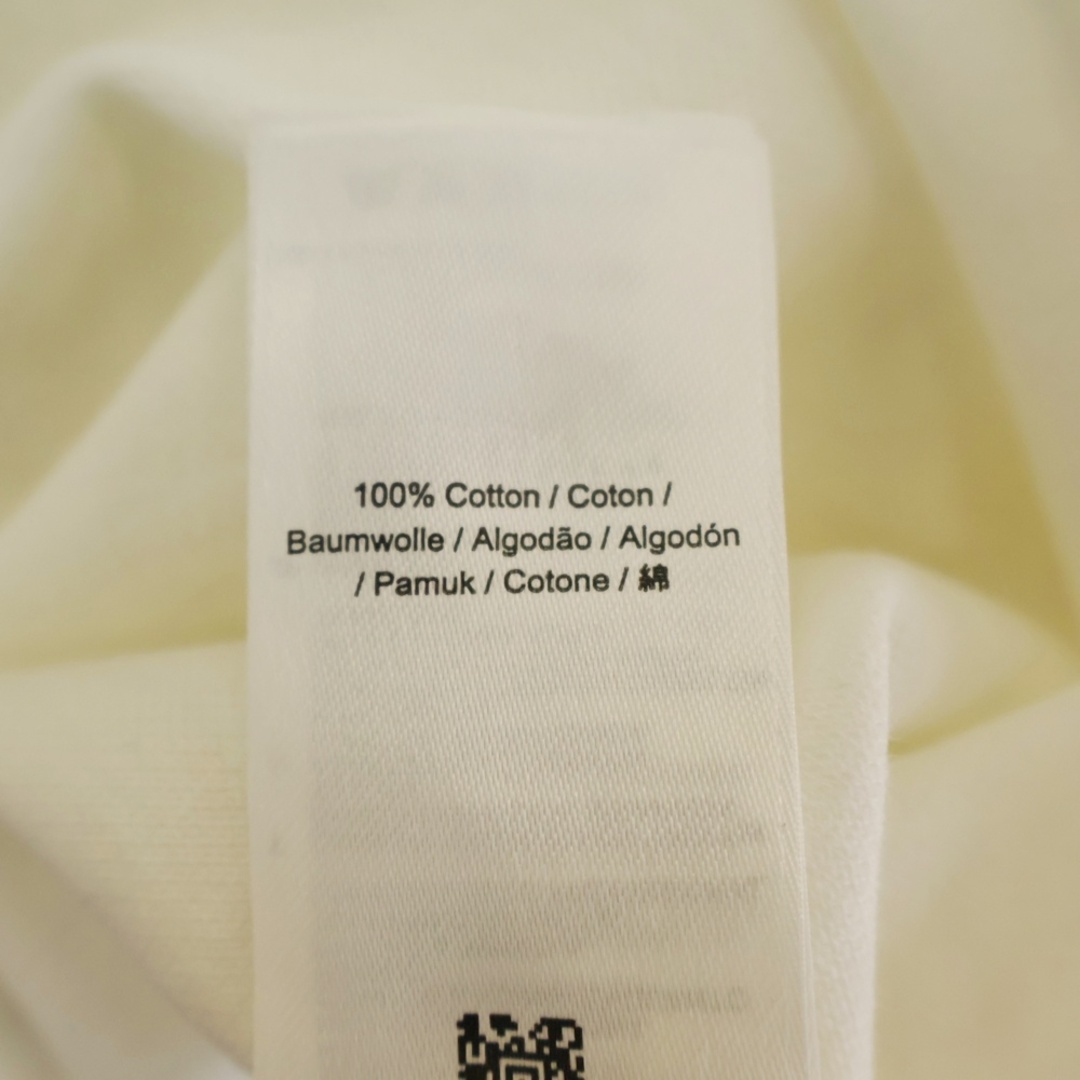 100% Cotton / Coton /
Baumwolle / Algodão / Algodón
/ Pamuk / Cotone / 綿